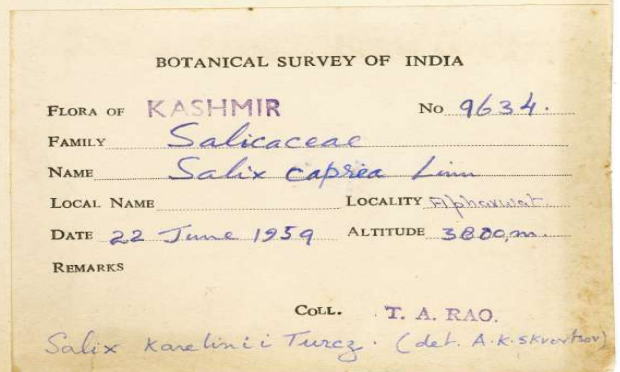 BOTANICAL SURVEY OF INDIA
FLORA OF KASHMIR No 9634.
FAMILY Salicaceae
NAME Salix caprea Linn
LOCAL NAME LOCALITY Apharwat.
DATE 22 June 1959 ALTITUDE 3800,m.
REMARKS
COLL. T. A. RAO.
Salix karelinii Turcz. (det. A.K.Skvortsov)